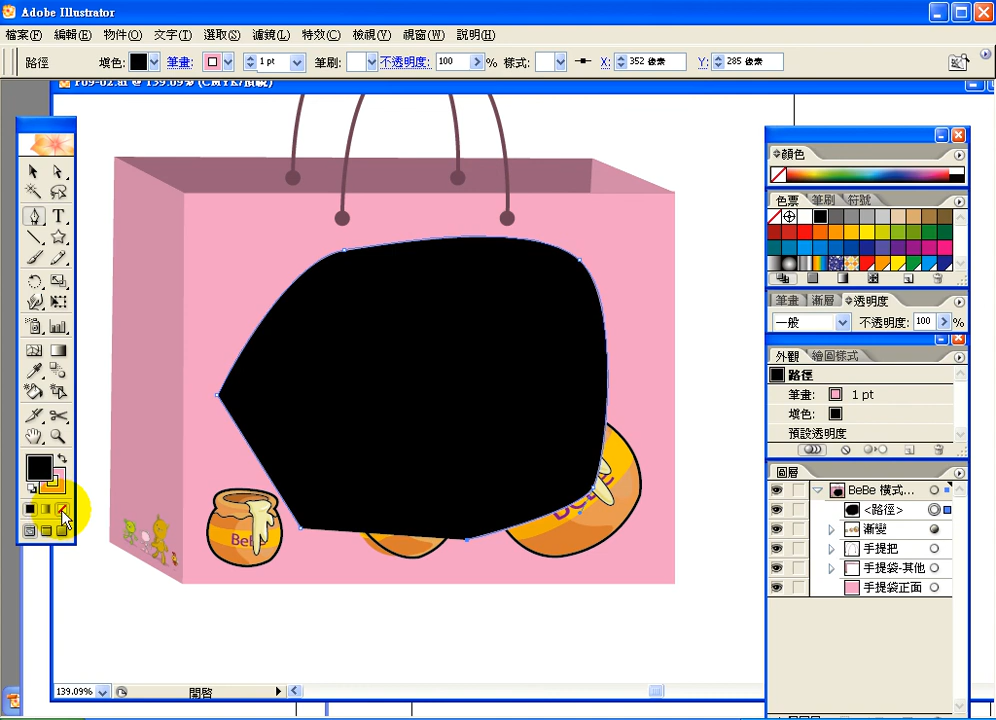 Adobe Illustrator
檔案(F) 編輯(E) 物件(O) 文字(T) 選取(S) 濾鏡(L) 特效(C) 檢視(V) 視窗(W) 說明(H)
路徑 填色: 筆畫: 1 pt 筆刷: 不透明度: 100 % 樣式: X: 352 像素 Y: 285 像素
顏色
色票 筆刷 符號
筆畫 漸層 透明度
一般 不透明度: 100 %
外觀 繪圖樣式
路徑
筆畫: 1 pt
填色:
預設透明度
圖層
BeBe 橫式...
<路徑>
漸變
手提把
手提袋-其他
手提袋正面
139.09% 開啓